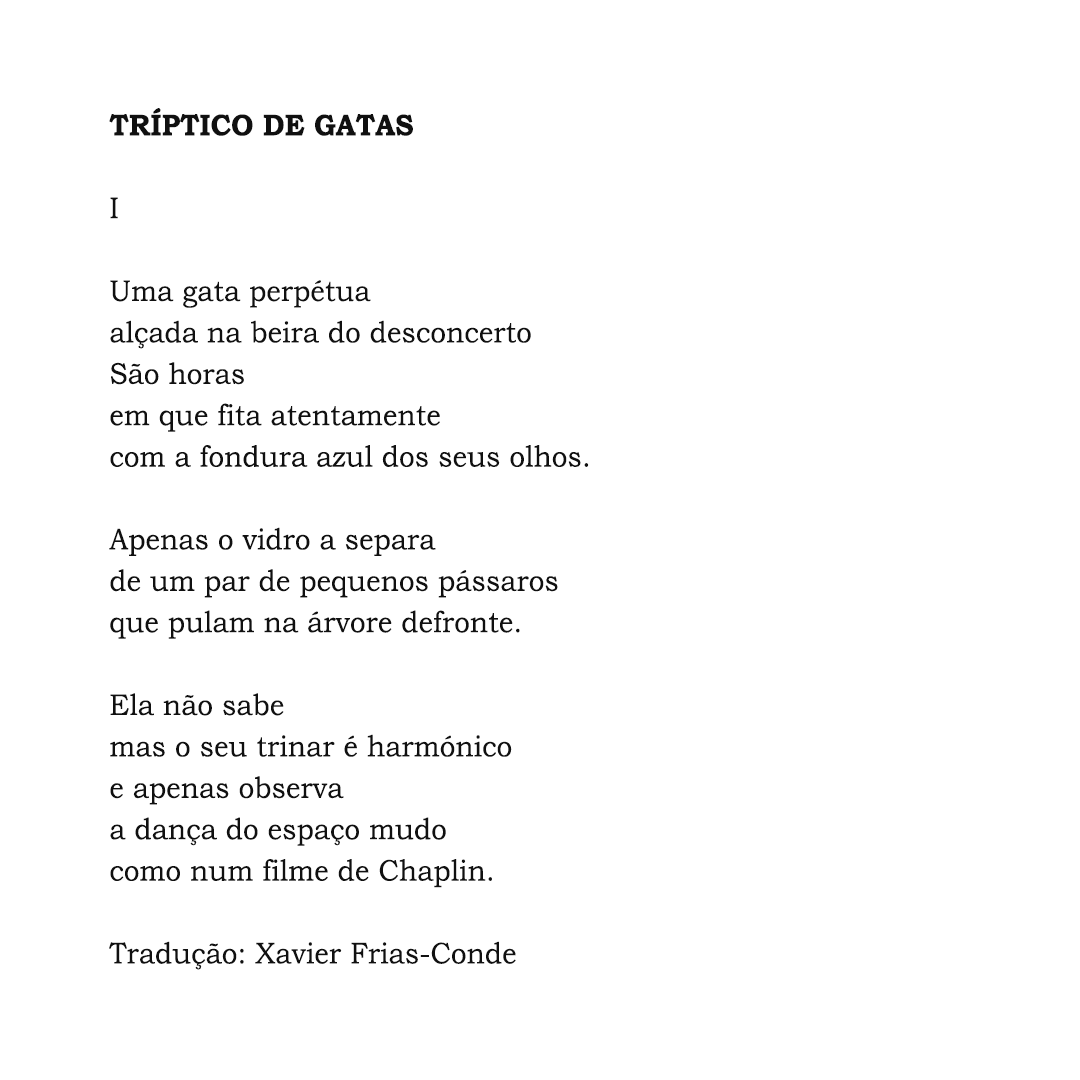 TRÍPTICO DE GATAS
I
Uma gata perpétua
alçada na beira do desconcerto
São horas
em que fita atentamente
com a fondura azul dos seus olhos.
Apenas o vidro a separa
de um par de pequenos pássaros
que pulam na árvore defronte.
Ela não sabe
mas o seu trinar é harmónico
e apenas observa
a dança do espaço mudo
como num filme de Chaplin.
Tradução: Xavier Frias-Conde